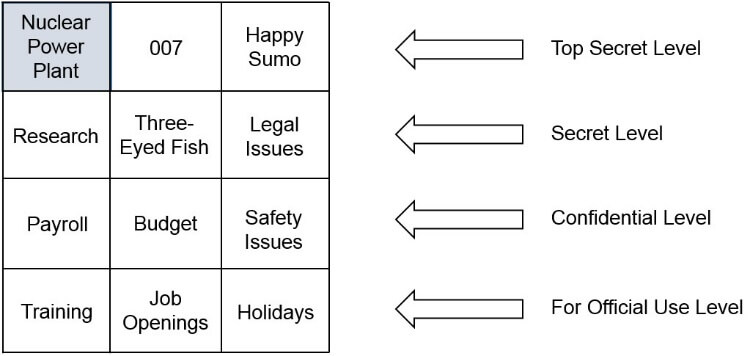 Nuclear
Power
Plant
007
Happy
Sumo
Top Secret Level
Research
Three-
Eyed Fish
Legal
Issues
Secret Level
Payroll
Budget
Safety
Issues
Confidential Level
Training
Job
Openings
Holidays
For Official Use Level